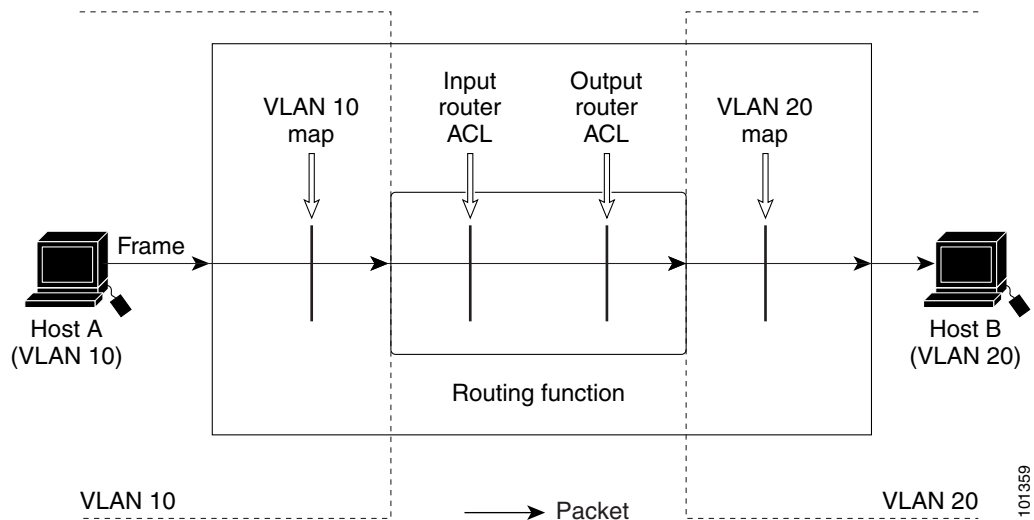 VLAN 10
map
Input
router
ACL
Output
router
ACL
VLAN 20
map
Frame
Host A
(VLAN 10)
Host B
(VLAN 20)
Routing function
VLAN 10
Packet
VLAN 20
101359